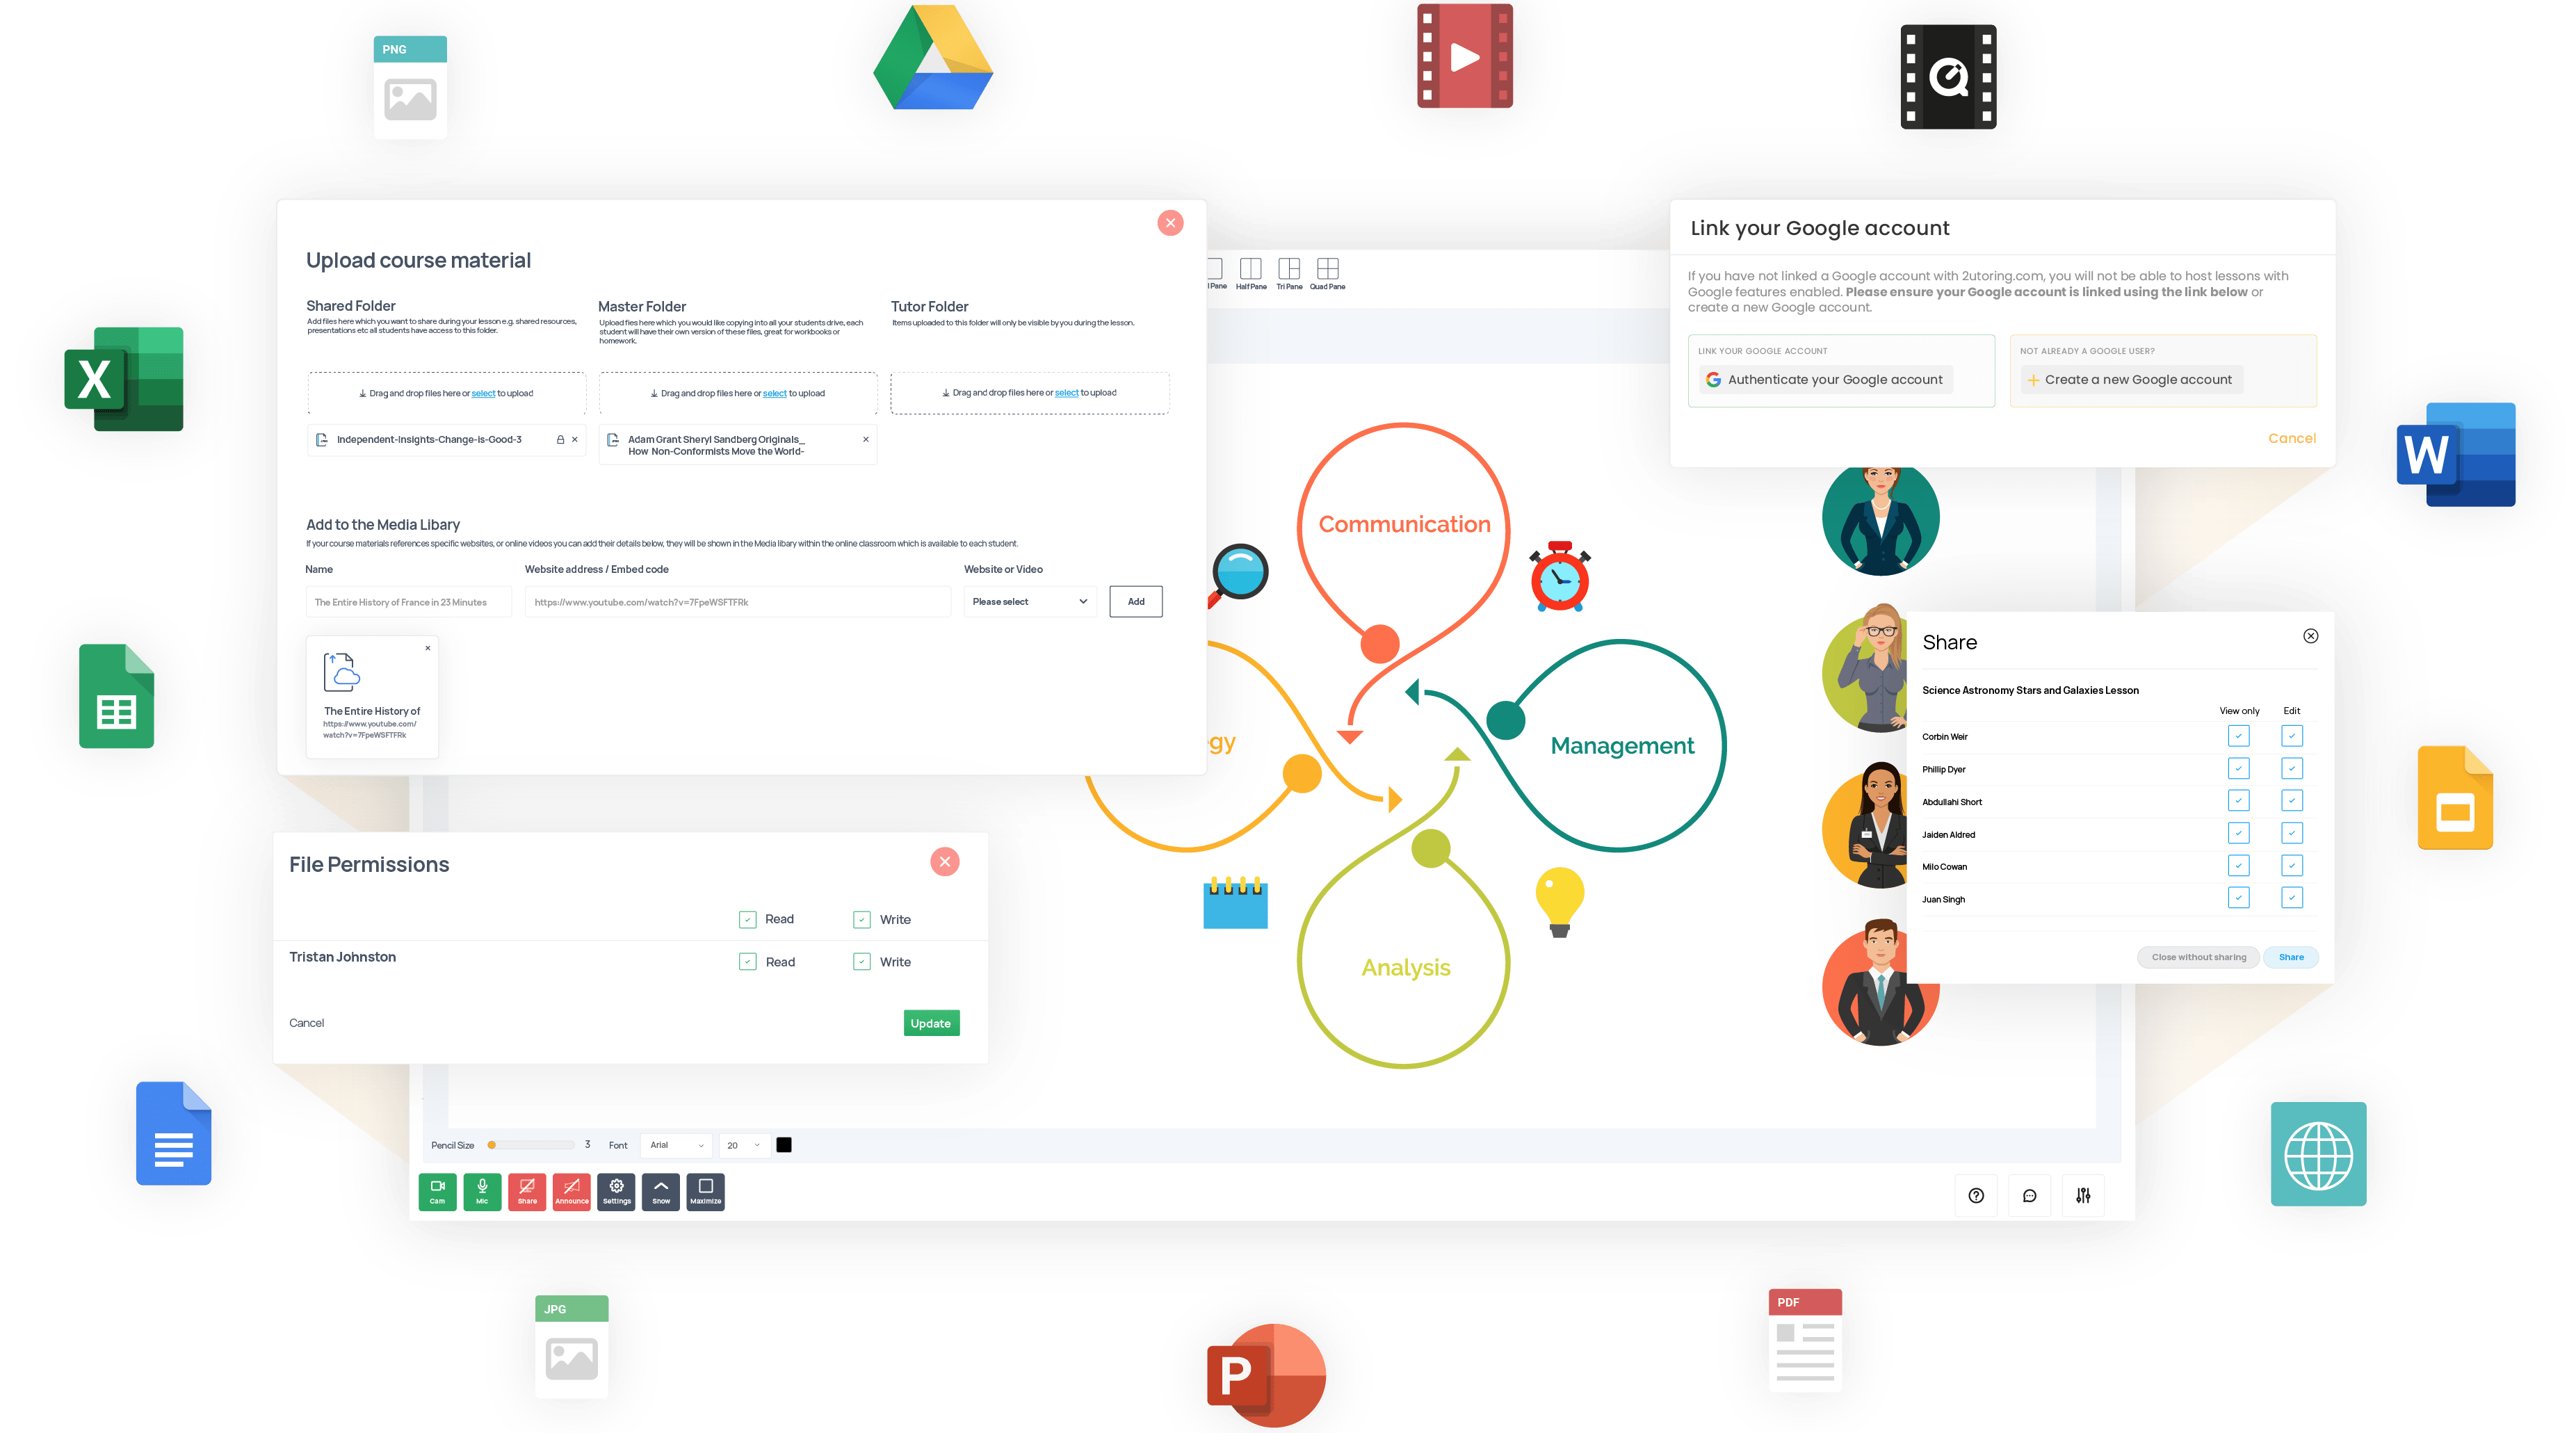 PNG
Upload course material
Shared Folder
Add files here which you want to share during your lesson e.g. shared resources,
presentations etc all students have access to this folder.
Master Folder
Upload fies here which you would like copying into all your students drive, each
student will have their own version of these files, great for workbooks or
homework.
Tutor Folder
Items uploaded to this folder will only be visible by you during the lesson.
Drag and drop files here or select to upload
Drag and drop files here or select to upload
Drag and drop files here or select to upload
Independent-Insights-Change-is-Good-3
Adam Grant Sheryl Sandberg Originals_
How Non-Conformists Move the World-
Add to the Media Libary
If your course materials references specific websites, or online videos you can add their details below, they will be shown in the Media libary within the online classroom which is available to each student.
Name
Website address / Embed code
Website or Video
The Entire History of France in 23 Minutes
https://www.youtube.com/watch?v=7FpeWSFTFRk
Please select
Add
The Entire History of
https://www.youtube.com/
watch?v=7FpeWSFTFRk
Pane
Half Pane
Tri Pane
Quad Pane
Link your Google account
If you have not linked a Google account with 2utoring.com, you will not be able to host lessons with
Google features enabled. Please ensure your Google account is linked using the link below or
create a new Google account.
LINK YOUR GOOGLE ACCOUNT
Authenticate your Google account
NOT ALREADY A GOOGLE USER?
Create a new Google account
Cancel
X
W
Communication
gy
Management
Analysis
Share
Science Astronomy Stars and Galaxies Lesson
View only
Edit
Corbin Weir
Phillip Dyer
Abdullahi Short
Jaiden Aldred
Milo Cowan
Juan Singh
Close without sharing
Share
File Permissions
Read
Write
Tristan Johnston
Read
Write
Cancel
Update
Pencil Size
3
Font
Arial
20
Cam
Mic
Share
Announce
Settings
Show
Maximize
JPG
P
PDF